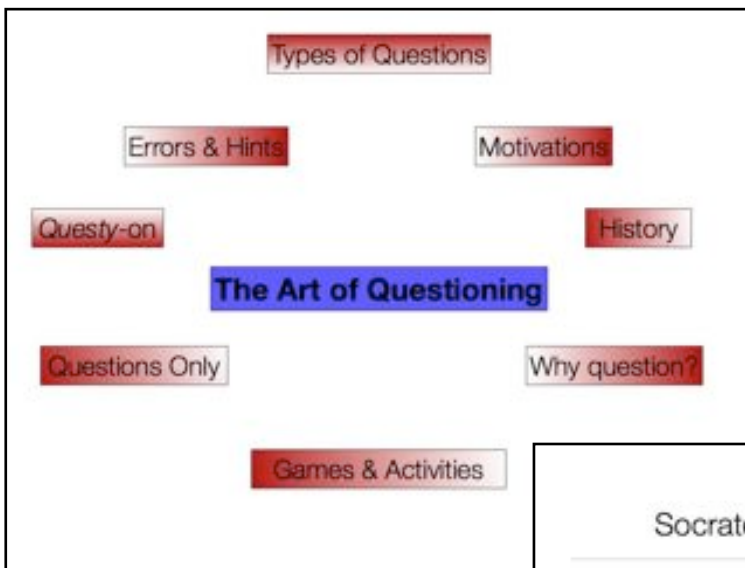 Types of Questions
Errors & Hints
Motivations
Questy-on
History
The Art of Questioning
Questions Only
Why question?
Games & Activities